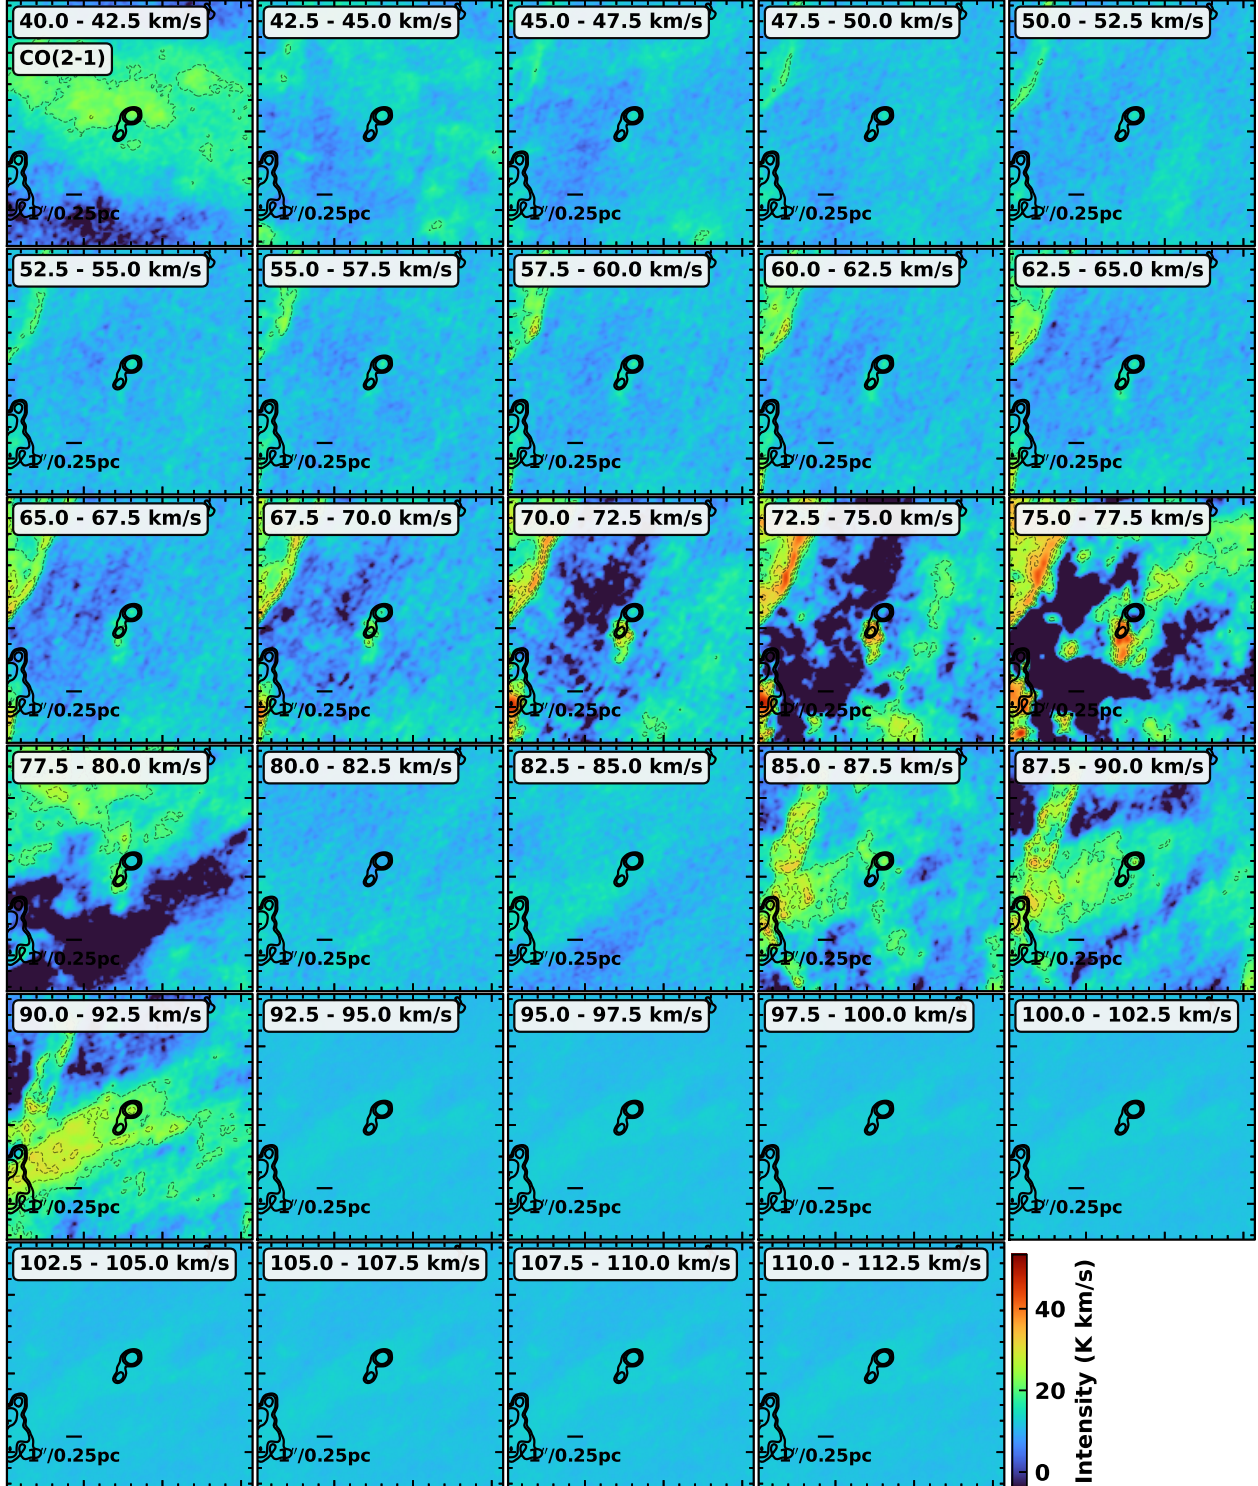 40.0 - 42.5 km/s
42.5 - 45.0 km/s
45.0 - 47.5 km/s
47.5 - 50.0 km/s
50.0 - 52.5 km/s
CO(2-1)
1″/0.25pc
1″/0.25pc
1″/0.25pc
1″/0.25pc
1″/0.25pc
52.5 - 55.0 km/s
55.0 - 57.5 km/s
57.5 - 60.0 km/s
60.0 - 62.5 km/s
62.5 - 65.0 km/s
1″/0.25pc
1″/0.25pc
1″/0.25pc
1″/0.25pc
1″/0.25pc
65.0 - 67.5 km/s
67.5 - 70.0 km/s
70.0 - 72.5 km/s
72.5 - 75.0 km/s
75.0 - 77.5 km/s
1″/0.25pc
1″/0.25pc
1″/0.25pc
1″/0.25pc
1″/0.25pc
77.5 - 80.0 km/s
80.0 - 82.5 km/s
82.5 - 85.0 km/s
85.0 - 87.5 km/s
87.5 - 90.0 km/s
1″/0.25pc
1″/0.25pc
1″/0.25pc
1″/0.25pc
1″/0.25pc
90.0 - 92.5 km/s
92.5 - 95.0 km/s
95.0 - 97.5 km/s
97.5 - 100.0 km/s
100.0 - 102.5 km/s
1″/0.25pc
1″/0.25pc
1″/0.25pc
1″/0.25pc
1″/0.25pc
102.5 - 105.0 km/s
105.0 - 107.5 km/s
107.5 - 110.0 km/s
110.0 - 112.5 km/s
1″/0.25pc
1″/0.25pc
1″/0.25pc
1″/0.25pc
40
20
0
Intensity (K km/s)